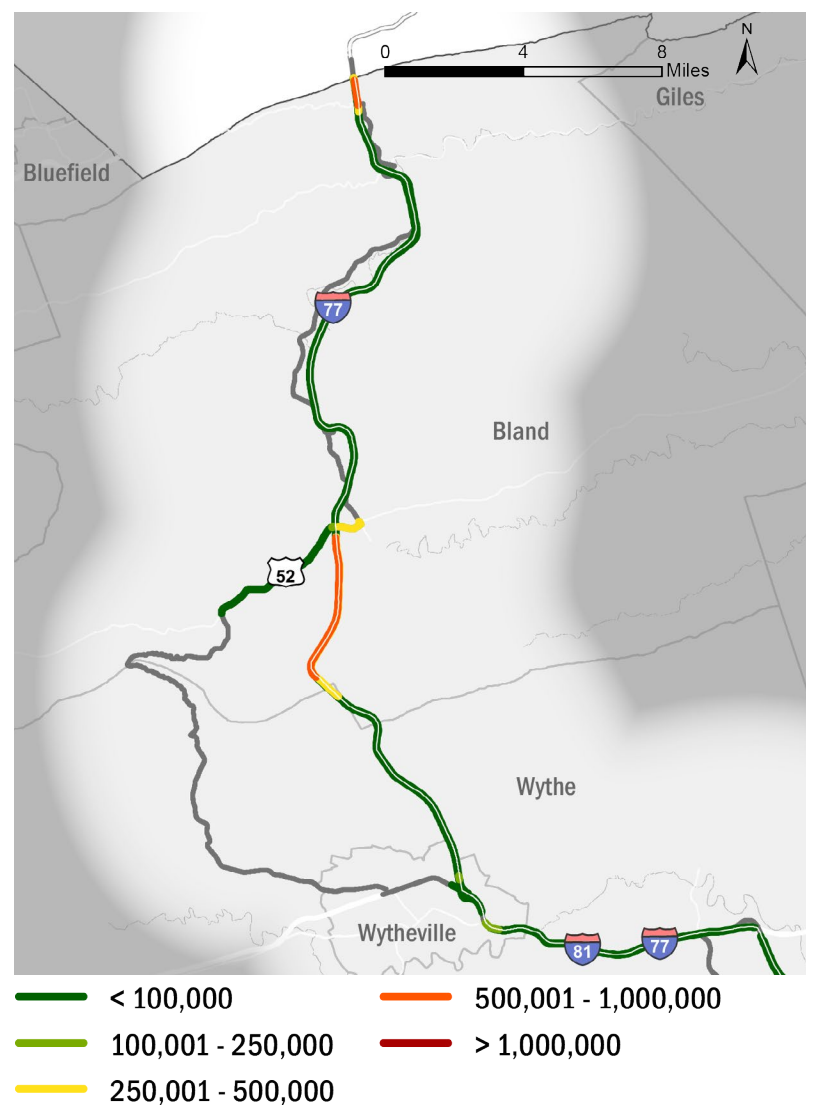 N
0 4 8
Miles
Giles
Bluefield
77
Bland
52
Wythe
Wytheville
81
77
< 100,000
500,001 - 1,000,000
100,001 - 250,000
> 1,000,000
250,001 - 500,000